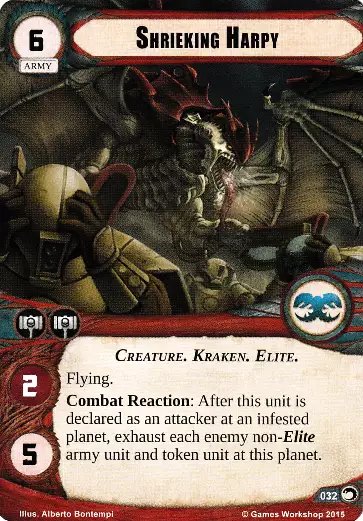 6
ARMY
SHRIEKING HARPY
CREATURE. KRAKEN. ELITE.
2
Flying.
Combat Reaction: After this unit is
declared as an attacker at an infested
planet, exhaust each enemy non-Elite
army unit and token unit at this planet.
5
032
Illus. Alberto Bontempi
© Games Workshop 2015